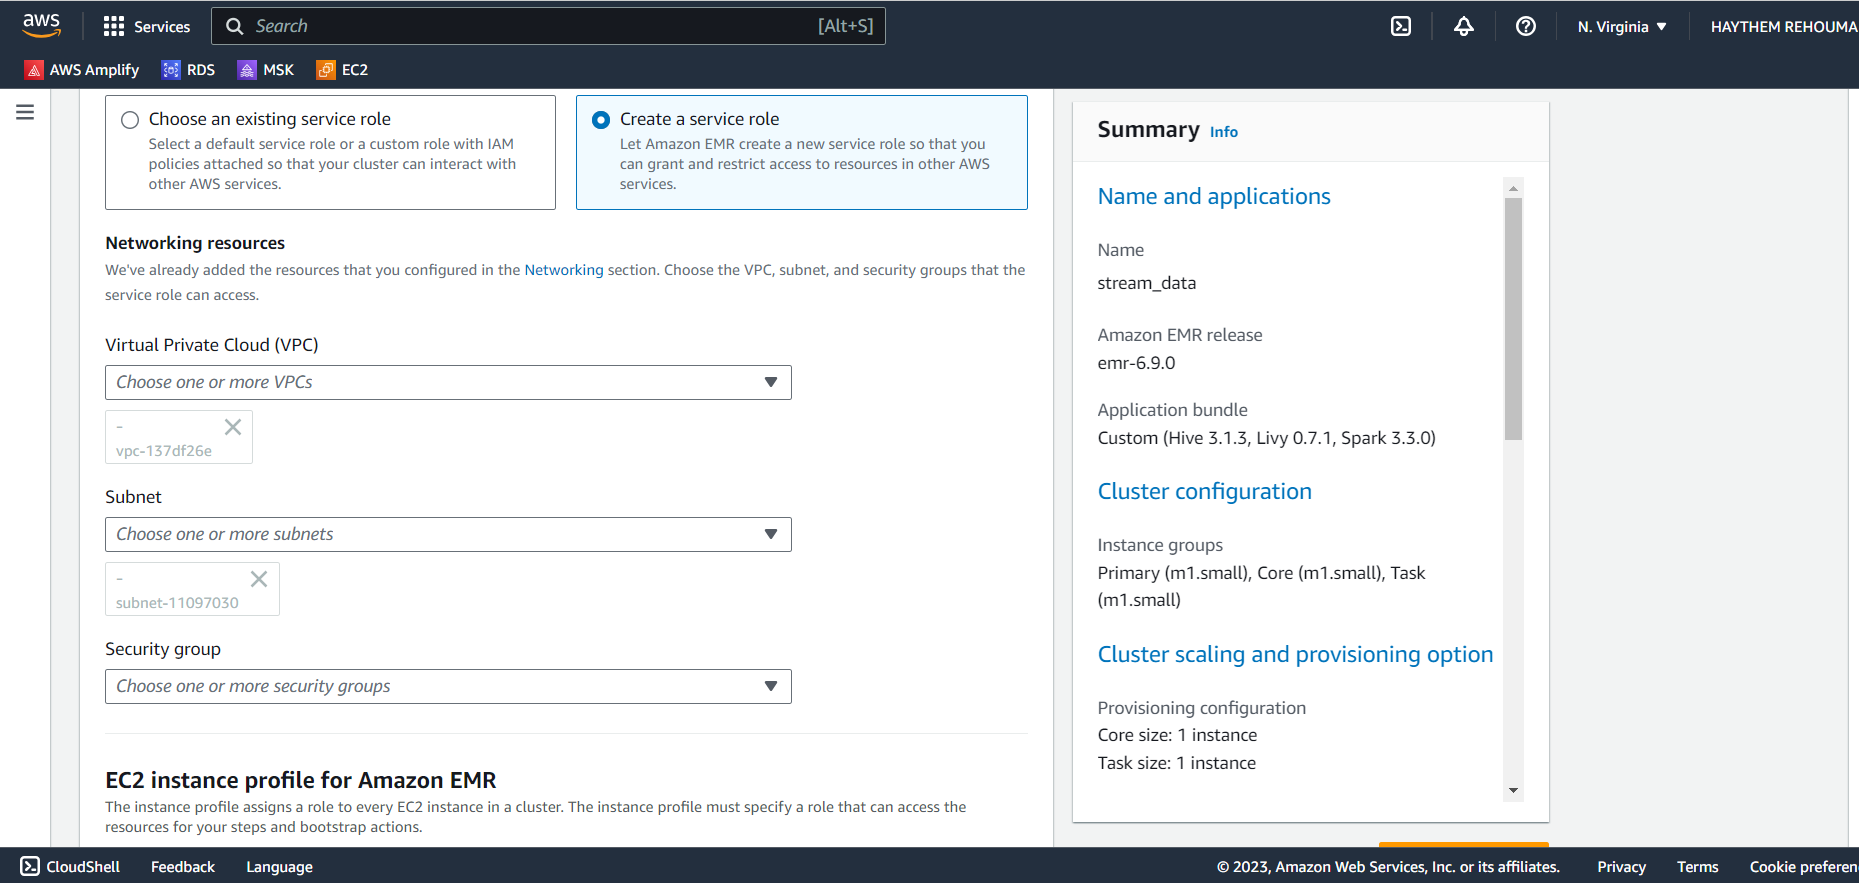 aws
Services
Search
[Alt+S]
N. Virginia
HAYTHEM REHOUMA
AWS Amplify
RDS
MSK
EC2
Choose an existing service role
Select a default service role or a custom role with IAM
policies attached so that your cluster can interact with
other AWS services.
Create a service role
Let Amazon EMR create a new service role so that you
can grant and restrict access to resources in other AWS
services.
Networking resources
We've already added the resources that you configured in the Networking section. Choose the VPC, subnet, and security groups that the
service role can access.
Virtual Private Cloud (VPC)
Choose one or more VPCs
-
vpc-137df26e
Subnet
Choose one or more subnets
-
subnet-11097030
Security group
Choose one or more security groups
EC2 instance profile for Amazon EMR
The instance profile assigns a role to every EC2 instance in a cluster. The instance profile must specify a role that can access the
resources for your steps and bootstrap actions.
Summary Info
Name and applications
Name
stream_data
Amazon EMR release
emr-6.9.0
Application bundle
Custom (Hive 3.1.3, Livy 0.7.1, Spark 3.3.0)
Cluster configuration
Instance groups
Primary (m1.small), Core (m1.small), Task
(m1.small)
Cluster scaling and provisioning option
Provisioning configuration
Core size: 1 instance
Task size: 1 instance
CloudShell
Feedback
Language
© 2023, Amazon Web Services, Inc. or its affiliates.
Privacy
Terms
Cookie preferen